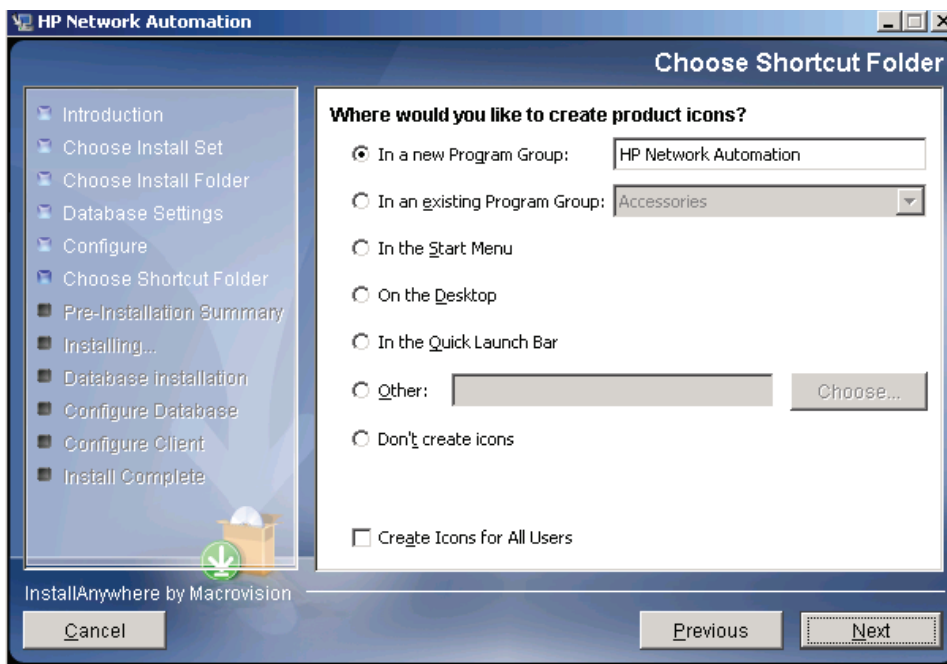 HP Network Automation
Choose Shortcut Folder
Introduction
Choose Install Set
Choose Install Folder
Database Settings
Configure
Choose Shortcut Folder
Pre-Installation Summary
Installing...
Database installation
Configure Database
Configure Client
Install Complete
Where would you like to create product icons?
In a new Program Group: HP Network Automation
In an existing Program Group: Accessories
In the Start Menu
On the Desktop
In the Quick Launch Bar
Other: Choose...
Don't create icons
Create Icons for All Users
InstallAnywhere by Macrovision
Cancel Previous Next